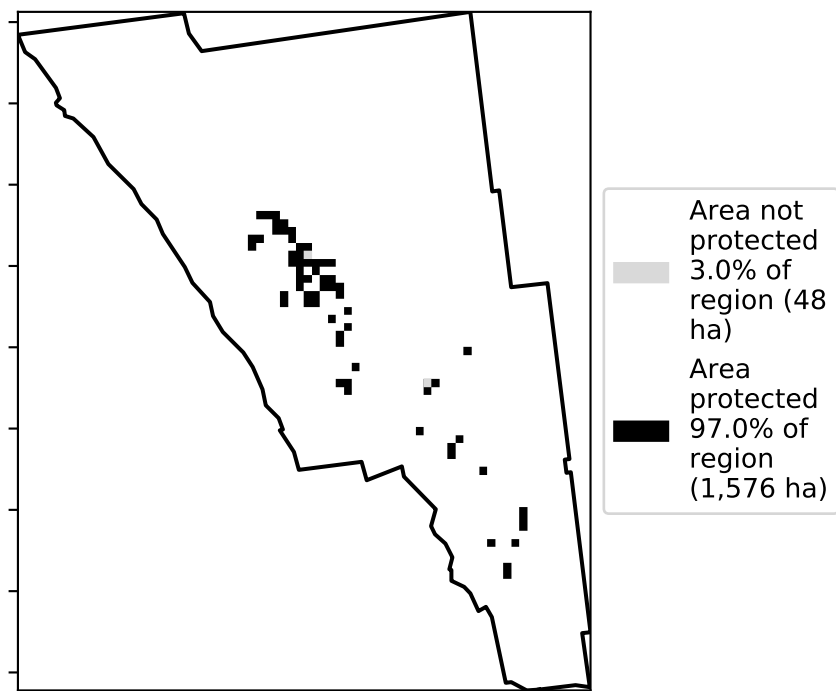 Area not
protected
3.0% of
region (48
ha)
Area
protected
97.0% of
region
(1,576 ha)